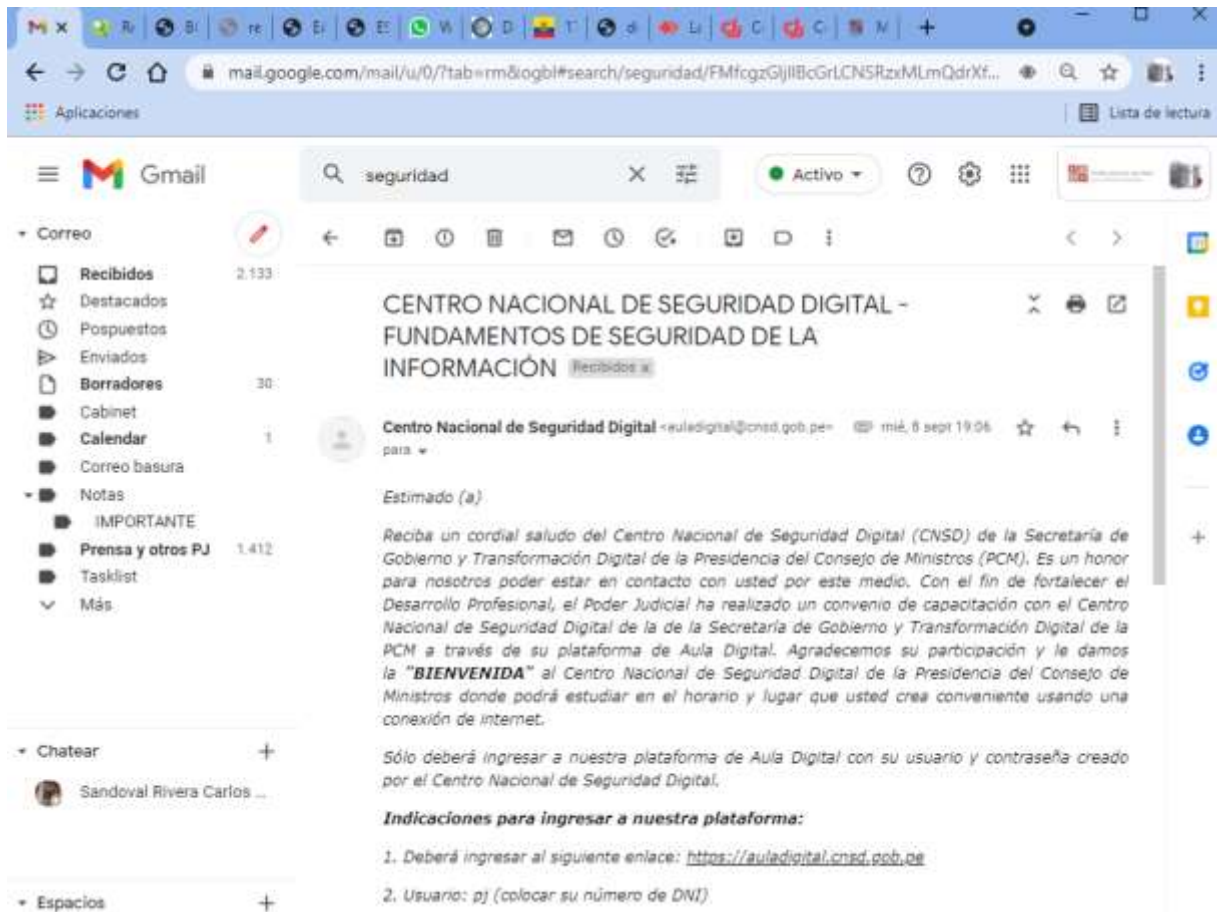 mail.google.com/mail/u/0/?tab=rm&ogbl#search/seguridad/
Aplicaciones
Lista de lectura
Gmail
seguridad
Activo
Correo
Recibidos 2.133
Destacados
Pospuestos
Enviados
Borradores 30
Cabinet
Calendar 1
Correo basura
Notas
IMPORTANTE
Prensa y otros PJ 1.412
Tasklist
Más
Chatear
Sandoval Rivera Carlos ...
Espacios
CENTRO NACIONAL DE SEGURIDAD DIGITAL -
FUNDAMENTOS DE SEGURIDAD DE LA
INFORMACIÓN Recibidos x
Centro Nacional de Seguridad Digital <auladigital@cnsd.gob.pe> mié, 8 sept 19:06
para
Estimado (a)
Reciba un cordial saludo del Centro Nacional de Seguridad Digital (CNSD) de la Secretaría de
Gobierno y Transformación Digital de la Presidencia del Consejo de Ministros (PCM). Es un honor
para nosotros poder estar en contacto con usted por este medio. Con el fin de fortalecer el
Desarrollo Profesional, el Poder Judicial ha realizado un convenio de capacitación con el Centro
Nacional de Seguridad Digital de la de la Secretaría de Gobierno y Transformación Digital de la
PCM a través de su plataforma de Aula Digital. Agradecemos su participación y le damos
la "BIENVENIDA" al Centro Nacional de Seguridad Digital de la Presidencia del Consejo de
Ministros donde podrá estudiar en el horario y lugar que usted crea conveniente usando una
conexión de internet.
Sólo deberá ingresar a nuestra plataforma de Aula Digital con su usuario y contraseña creado
por el Centro Nacional de Seguridad Digital.
Indicaciones para ingresar a nuestra plataforma:
1. Deberá ingresar al siguiente enlace: https://auladigital.cnsd.gob.pe
2. Usuario: pj (colocar su número de DNI)